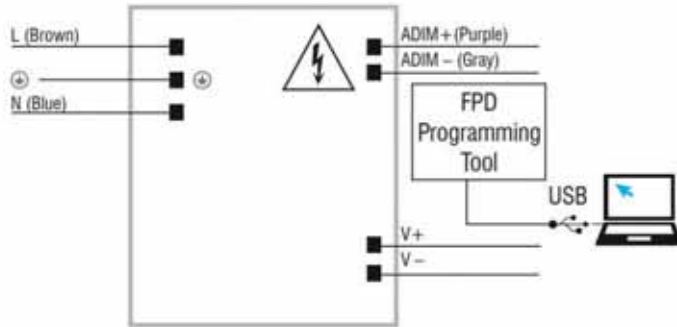 L (Brown)
N (Blue)
ADIM + (Purple)
ADIM – (Gray)
FPD
Programming
Tool
USB
V+
V –